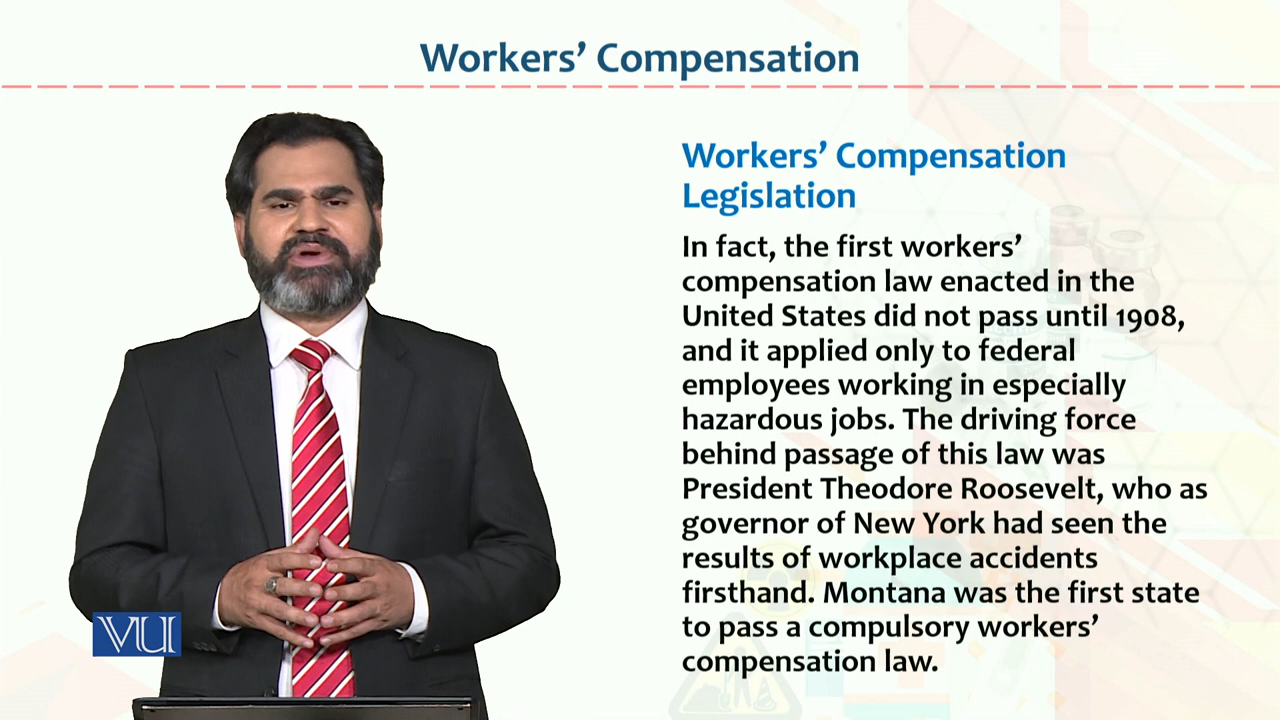 Workers’ Compensation
Workers’ Compensation
Legislation
In fact, the first workers’
compensation law enacted in the
United States did not pass until 1908,
and it applied only to federal
employees working in especially
hazardous jobs. The driving force
behind passage of this law was
President Theodore Roosevelt, who as
governor of New York had seen the
results of workplace accidents
firsthand. Montana was the first state
to pass a compulsory workers’
compensation law.
VU